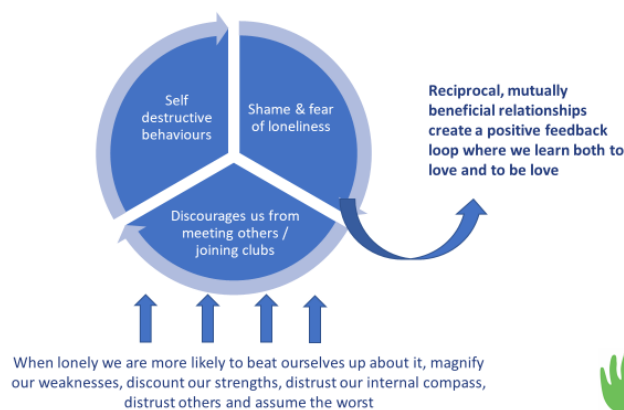 Self
destructive
behaviours
Shame & fear
of loneliness
Discourages us from
meeting others /
joining clubs
Reciprocal, mutually
beneficial relationships
create a positive feedback
loop where we learn both to
love and to be love
When lonely we are more likely to beat ourselves up about it, magnify
our weaknesses, discount our strengths, distrust our internal compass,
distrust others and assume the worst